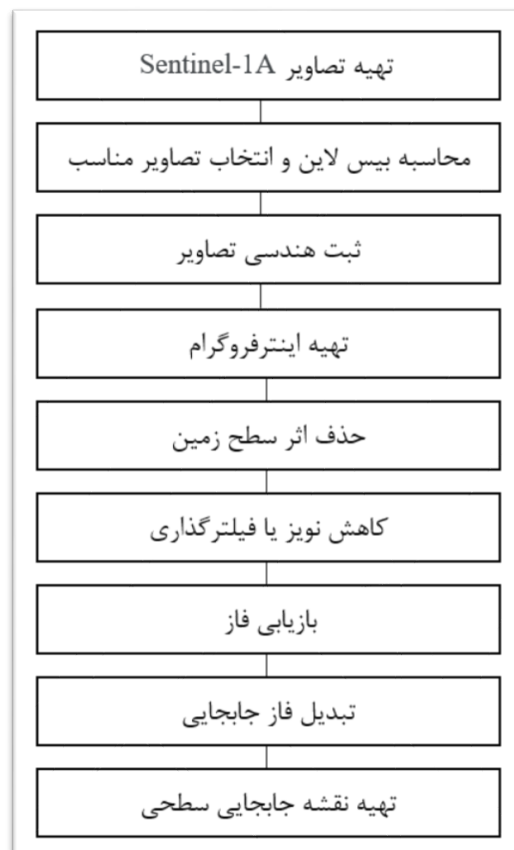 تهیه تصاویر Sentinel-1A
محاسبه بیس لاین و انتخاب تصاویر مناسب
ثبت هندسی تصاویر
تهیه اینترفروگرام
حذف اثر سطح زمین
کاهش نویز یا فیلترگذاری
بازیابی فاز
تبدیل فاز جابجایی
تهیه نقشه جابجایی سطحی